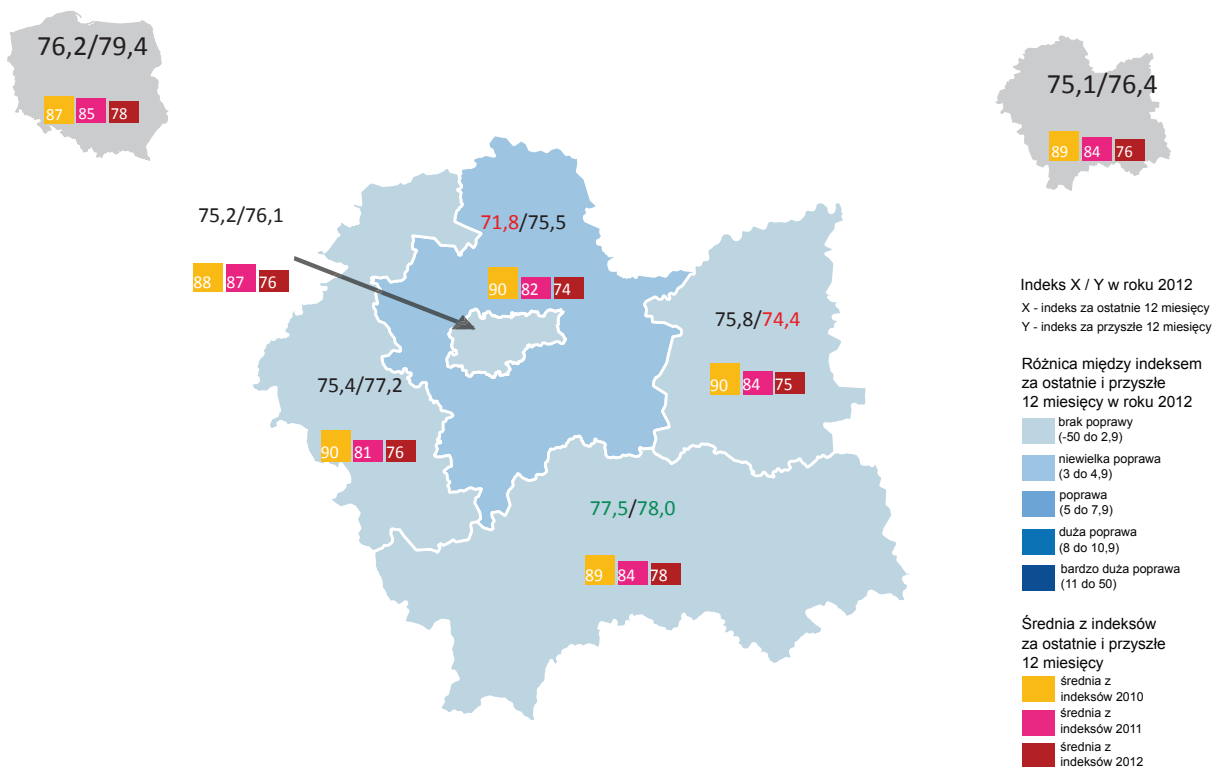 76,2/79,4
87 85 78
75,1/76,4
89 84 76
75,2/76,1
88 87 76
71,8/75,5
90 82 74
75,8/74,4
90 84 75
75,4/77,2
90 81 76
77,5/78,0
89 84 78
Indeks X / Y w roku 2012
X - indeks za ostatnie 12 miesięcy
Y - indeks za przyszłe 12 miesięcy
Różnica między indeksem
za ostatnie i przyszłe
12 miesięcy w roku 2012
brak poprawy
(-50 do 2,9)
niewielka poprawa
(3 do 4,9)
poprawa
(5 do 7,9)
duża poprawa
(8 do 10,9)
bardzo duża poprawa
(11 do 50)
Średnia z indeksów
za ostatnie i przyszłe
12 miesięcy
średnia z
indeksów 2010
średnia z
indeksów 2011
średnia z
indeksów 2012